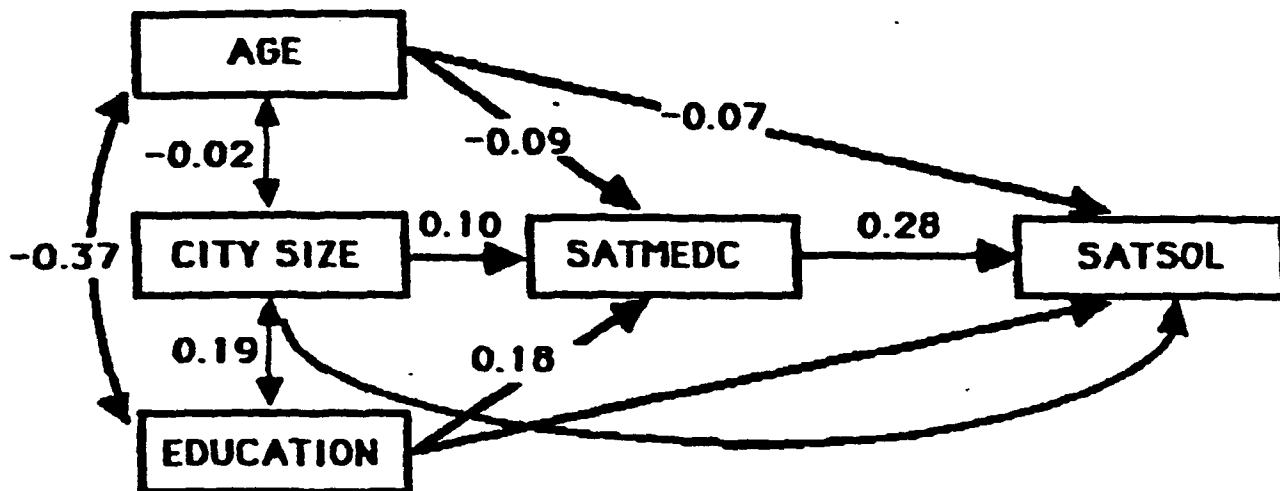 AGE
-0.07
-0.09
-0.02
0.10
0.28
-0.37
CITY SIZE
SATMEDC
SATSOL
0.19
0.18
EDUCATION